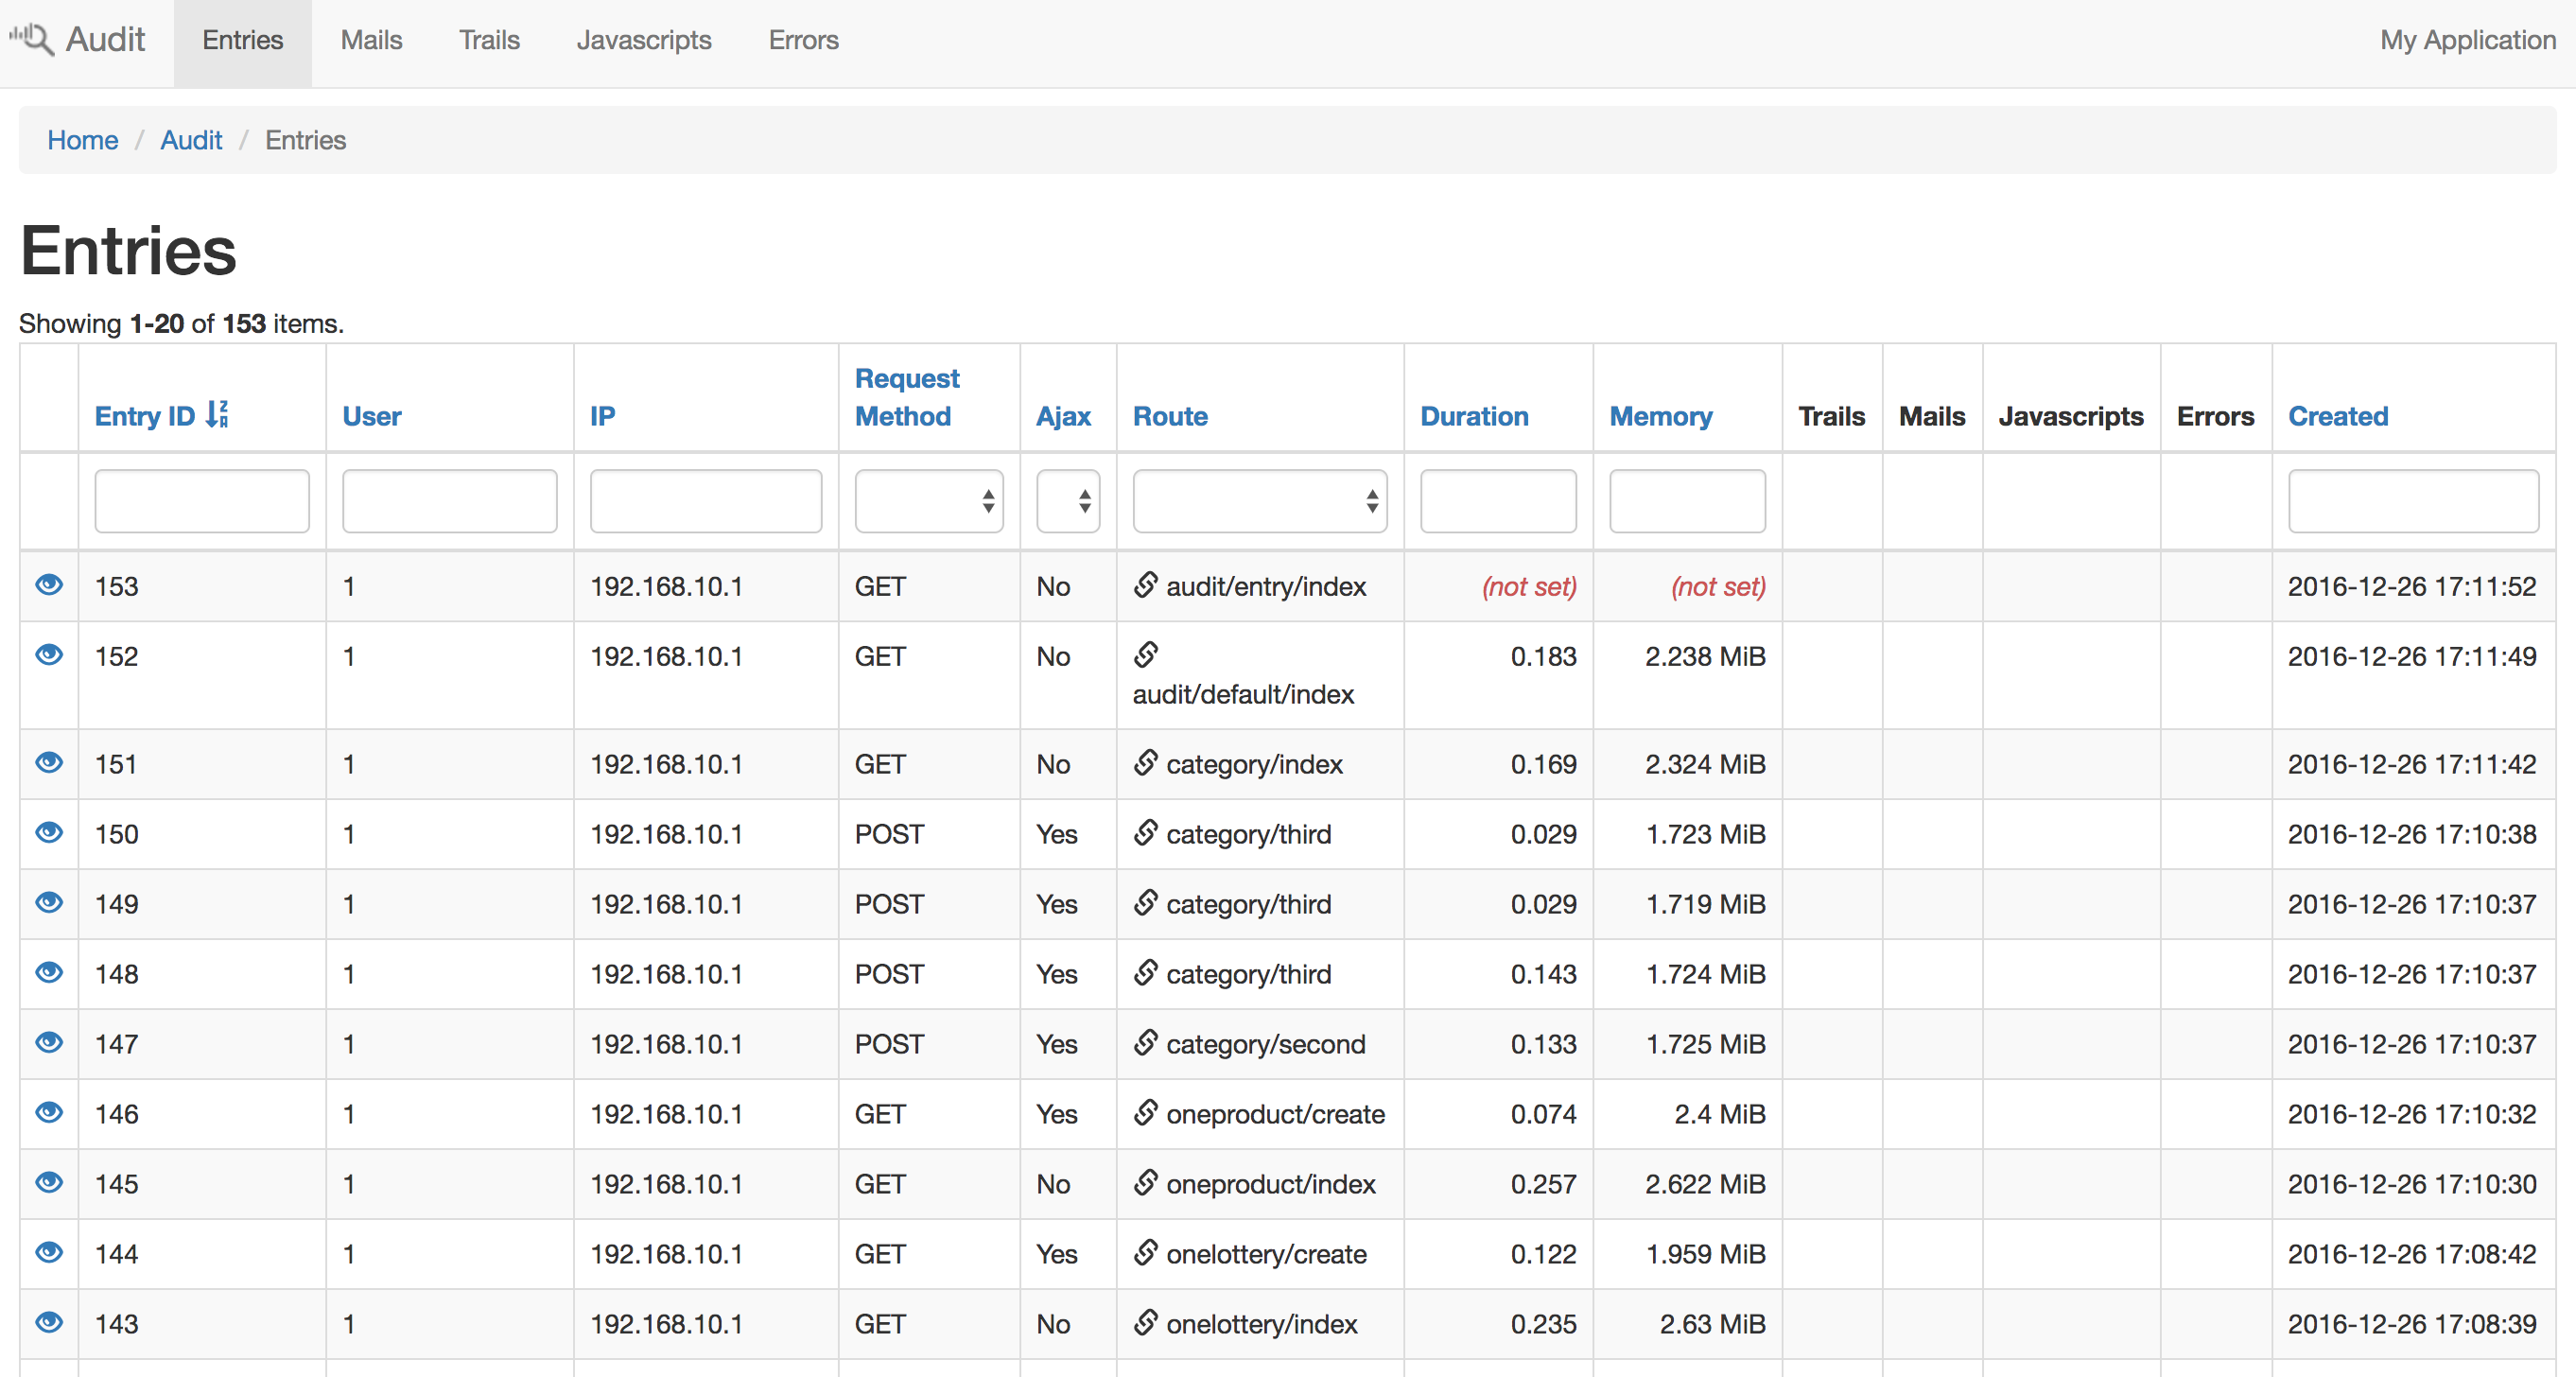 Audit Entries Mails Trails Javascripts Errors My Application
Home / Audit / Entries
Entries
Showing 1-20 of 153 items.
Entry ID User IP Request Method Ajax Route Duration Memory Trails Mails Javascripts Errors Created
153 1 192.168.10.1 GET No audit/entry/index (not set) (not set) 2016-12-26 17:11:52
152 1 192.168.10.1 GET No audit/default/index 0.183 2.238 MiB 2016-12-26 17:11:49
151 1 192.168.10.1 GET No category/index 0.169 2.324 MiB 2016-12-26 17:11:42
150 1 192.168.10.1 POST Yes category/third 0.029 1.723 MiB 2016-12-26 17:10:38
149 1 192.168.10.1 POST Yes category/third 0.029 1.719 MiB 2016-12-26 17:10:37
148 1 192.168.10.1 POST Yes category/third 0.143 1.724 MiB 2016-12-26 17:10:37
147 1 192.168.10.1 POST Yes category/second 0.133 1.725 MiB 2016-12-26 17:10:37
146 1 192.168.10.1 GET Yes oneproduct/create 0.074 2.4 MiB 2016-12-26 17:10:32
145 1 192.168.10.1 GET No oneproduct/index 0.257 2.622 MiB 2016-12-26 17:10:30
144 1 192.168.10.1 GET Yes onelottery/create 0.122 1.959 MiB 2016-12-26 17:08:42
143 1 192.168.10.1 GET No onelottery/index 0.235 2.63 MiB 2016-12-26 17:08:39